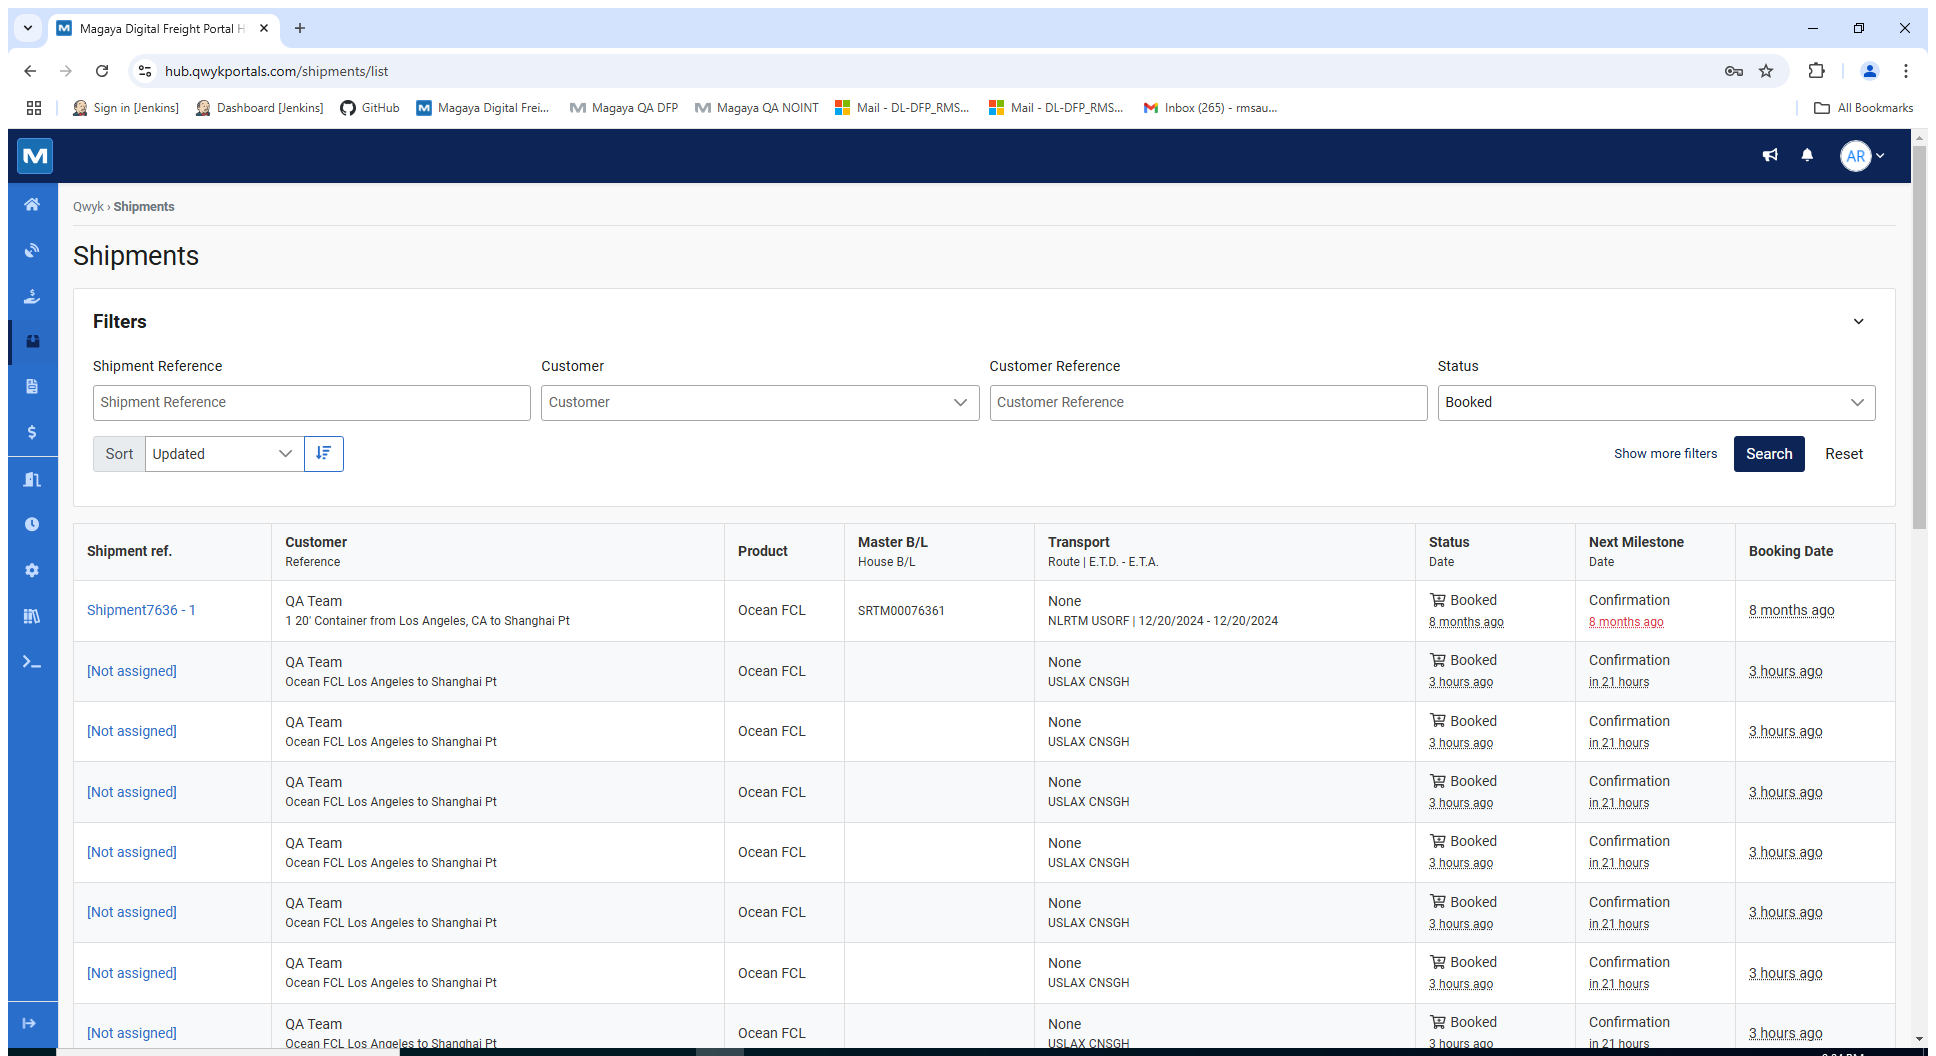 Magaya Digital Freight Portal H
hub.qwykportals.com/shipments/list
Sign in [Jenkins]
Dashboard [Jenkins]
GitHub
Magaya Digital Frei...
Magaya QA DFP
Magaya QA NOINT
Mail - DL-DFP_RMS...
Mail - DL-DFP_RMS...
Inbox (265) - rmsau...
All Bookmarks
AR
Qwyk › Shipments
Shipments
Filters
Shipment Reference
Customer
Customer Reference
Status
Shipment Reference
Customer
Customer Reference
Booked
Sort
Updated
Show more filters
Search
Reset
Shipment ref.
Customer
Reference
Product
Master B/L
House B/L
Transport
Route | E.T.D. - E.T.A.
Status
Date
Next Milestone
Date
Booking Date
Shipment7636 - 1
QA Team
1 20' Container from Los Angeles, CA to Shanghai Pt
Ocean FCL
SRTM00076361
None
NLRTM USORF | 12/20/2024 - 12/20/2024
Booked
8 months ago
Confirmation
8 months ago
8 months ago
[Not assigned]
QA Team
Ocean FCL Los Angeles to Shanghai Pt
Ocean FCL
None
USLAX CNSGH
Booked
3 hours ago
Confirmation
in 21 hours
3 hours ago
[Not assigned]
QA Team
Ocean FCL Los Angeles to Shanghai Pt
Ocean FCL
None
USLAX CNSGH
Booked
3 hours ago
Confirmation
in 21 hours
3 hours ago
[Not assigned]
QA Team
Ocean FCL Los Angeles to Shanghai Pt
Ocean FCL
None
USLAX CNSGH
Booked
3 hours ago
Confirmation
in 21 hours
3 hours ago
[Not assigned]
QA Team
Ocean FCL Los Angeles to Shanghai Pt
Ocean FCL
None
USLAX CNSGH
Booked
3 hours ago
Confirmation
in 21 hours
3 hours ago
[Not assigned]
QA Team
Ocean FCL Los Angeles to Shanghai Pt
Ocean FCL
None
USLAX CNSGH
Booked
3 hours ago
Confirmation
in 21 hours
3 hours ago
[Not assigned]
QA Team
Ocean FCL Los Angeles to Shanghai Pt
Ocean FCL
None
USLAX CNSGH
Booked
3 hours ago
Confirmation
in 21 hours
3 hours ago
[Not assigned]
QA Team
Ocean FCL Los Angeles to Shanghai Pt
Ocean FCL
None
USLAX CNSGH
Booked
3 hours ago
Confirmation
in 21 hours
3 hours ago